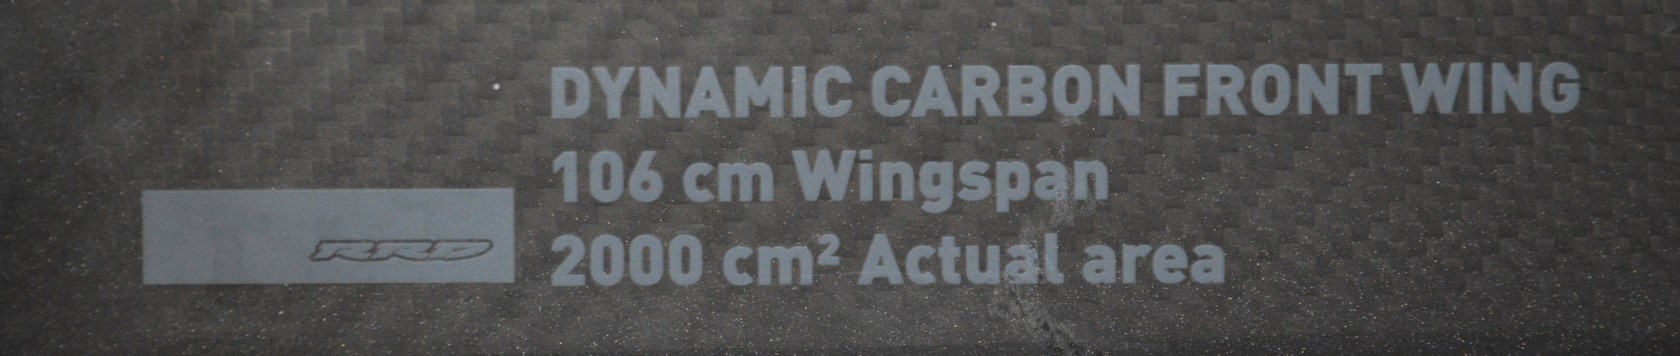 DYNAMIC CARBON FRONT WING
106 cm Wingspan
RRD
2000 cm² Actual area